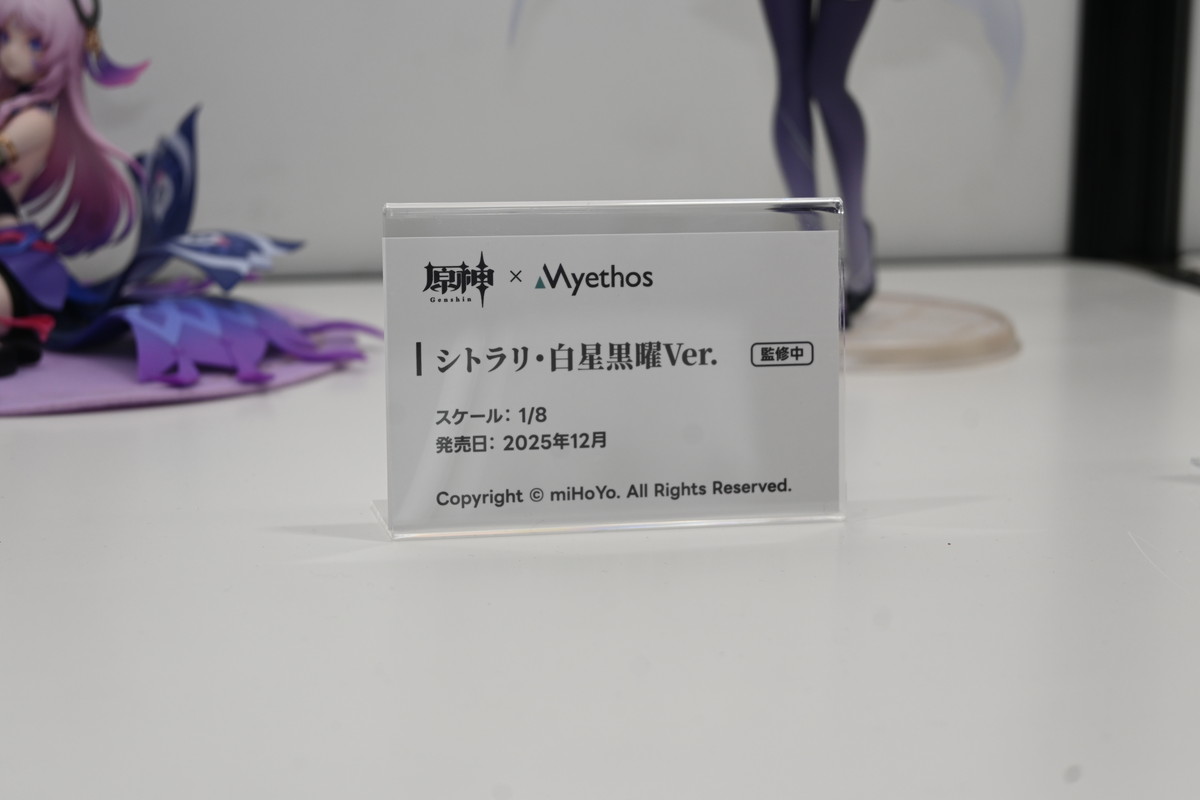 原神 × Myethos
Genshin
シトラリ・白星黒曜Ver. 監修中
スケール: 1/8
発売日: 2025年12月
Copyright © miHoYo. All Rights Reserved.